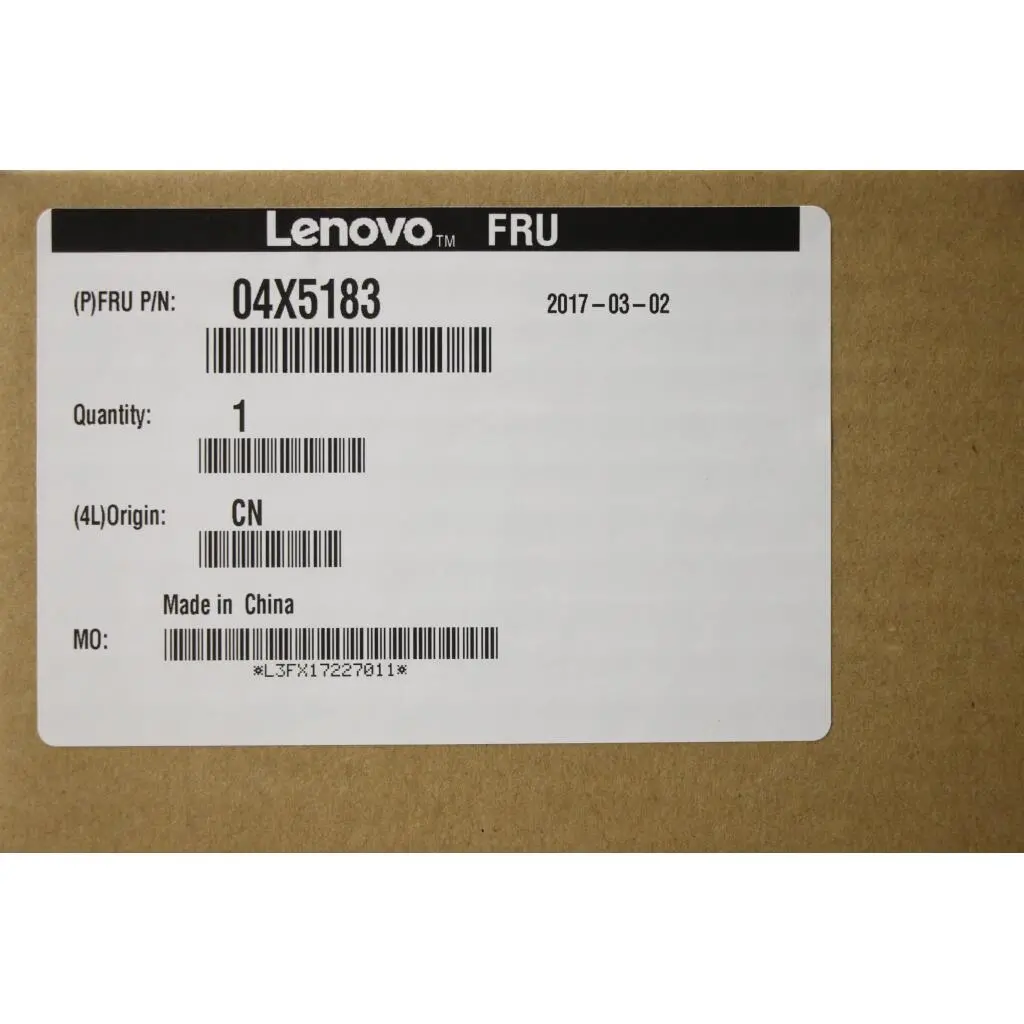 Lenovo™ FRU
(P)FRU P/N: 04X5183 2017-03-02
Quantity: 1
(4L)Origin: CN
Made in China
MO:
*L3FX17227011*